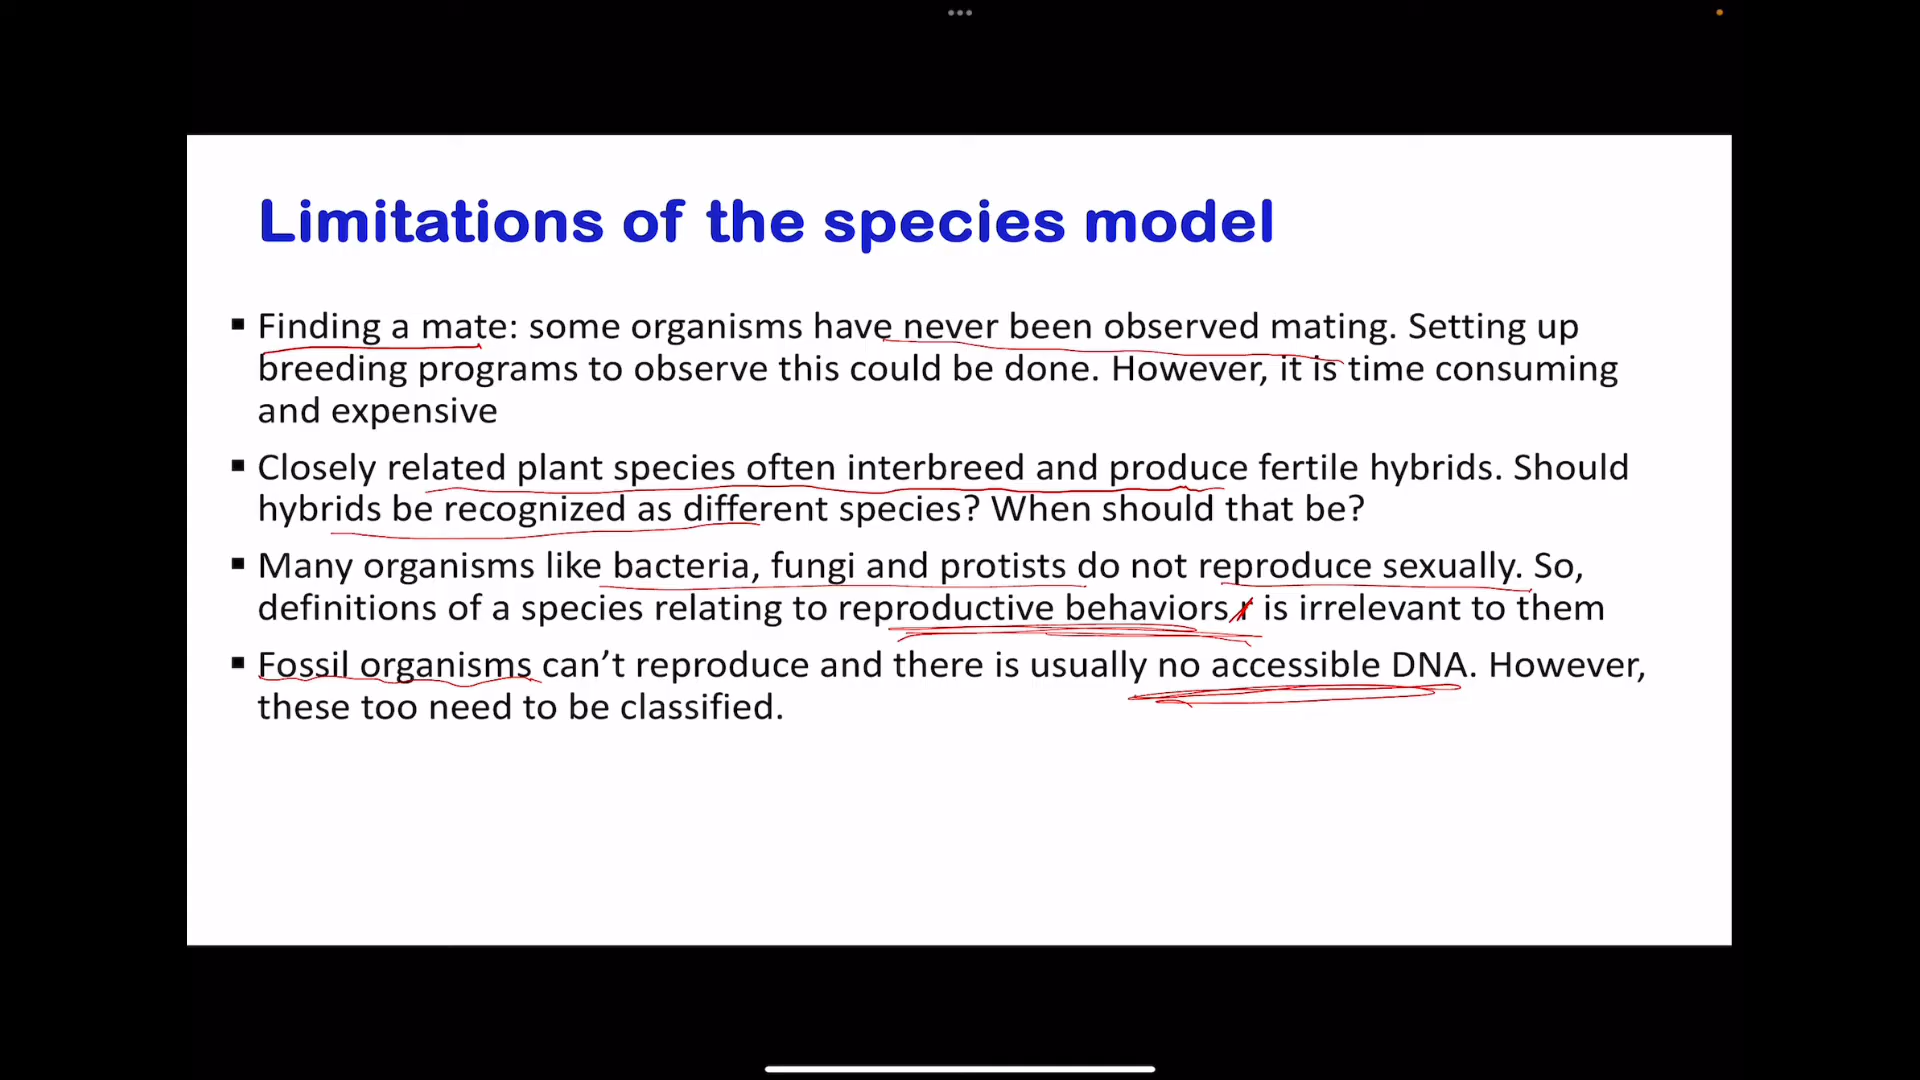 Limitations of the species model
▪ Finding a mate: some organisms have never been observed mating. Setting up
breeding programs to observe this could be done. However, it is time consuming
and expensive
▪ Closely related plant species often interbreed and produce fertile hybrids. Should
hybrids be recognized as different species? When should that be?
▪ Many organisms like bacteria, fungi and protists do not reproduce sexually. So,
definitions of a species relating to reproductive behaviors r is irrelevant to them
▪ Fossil organisms can’t reproduce and there is usually no accessible DNA. However,
these too need to be classified.